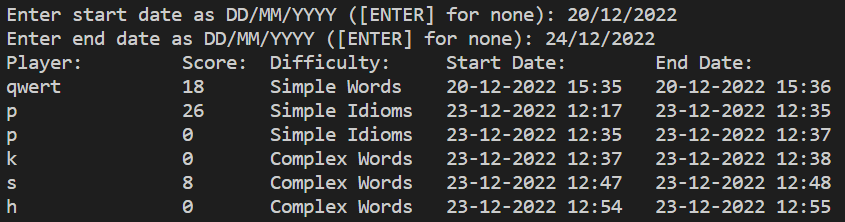 Enter start date as DD/MM/YYYY ([ENTER] for none): 20/12/2022
Enter end date as DD/MM/YYYY ([ENTER] for none): 24/12/2022
Player: Score: Difficulty: Start Date: End Date:
qwert 18 Simple Words 20-12-2022 15:35 20-12-2022 15:36
p 26 Simple Idioms 23-12-2022 12:17 23-12-2022 12:35
p 0 Simple Idioms 23-12-2022 12:35 23-12-2022 12:37
k 0 Complex Words 23-12-2022 12:37 23-12-2022 12:38
s 8 Complex Words 23-12-2022 12:47 23-12-2022 12:48
h 0 Complex Words 23-12-2022 12:54 23-12-2022 12:55